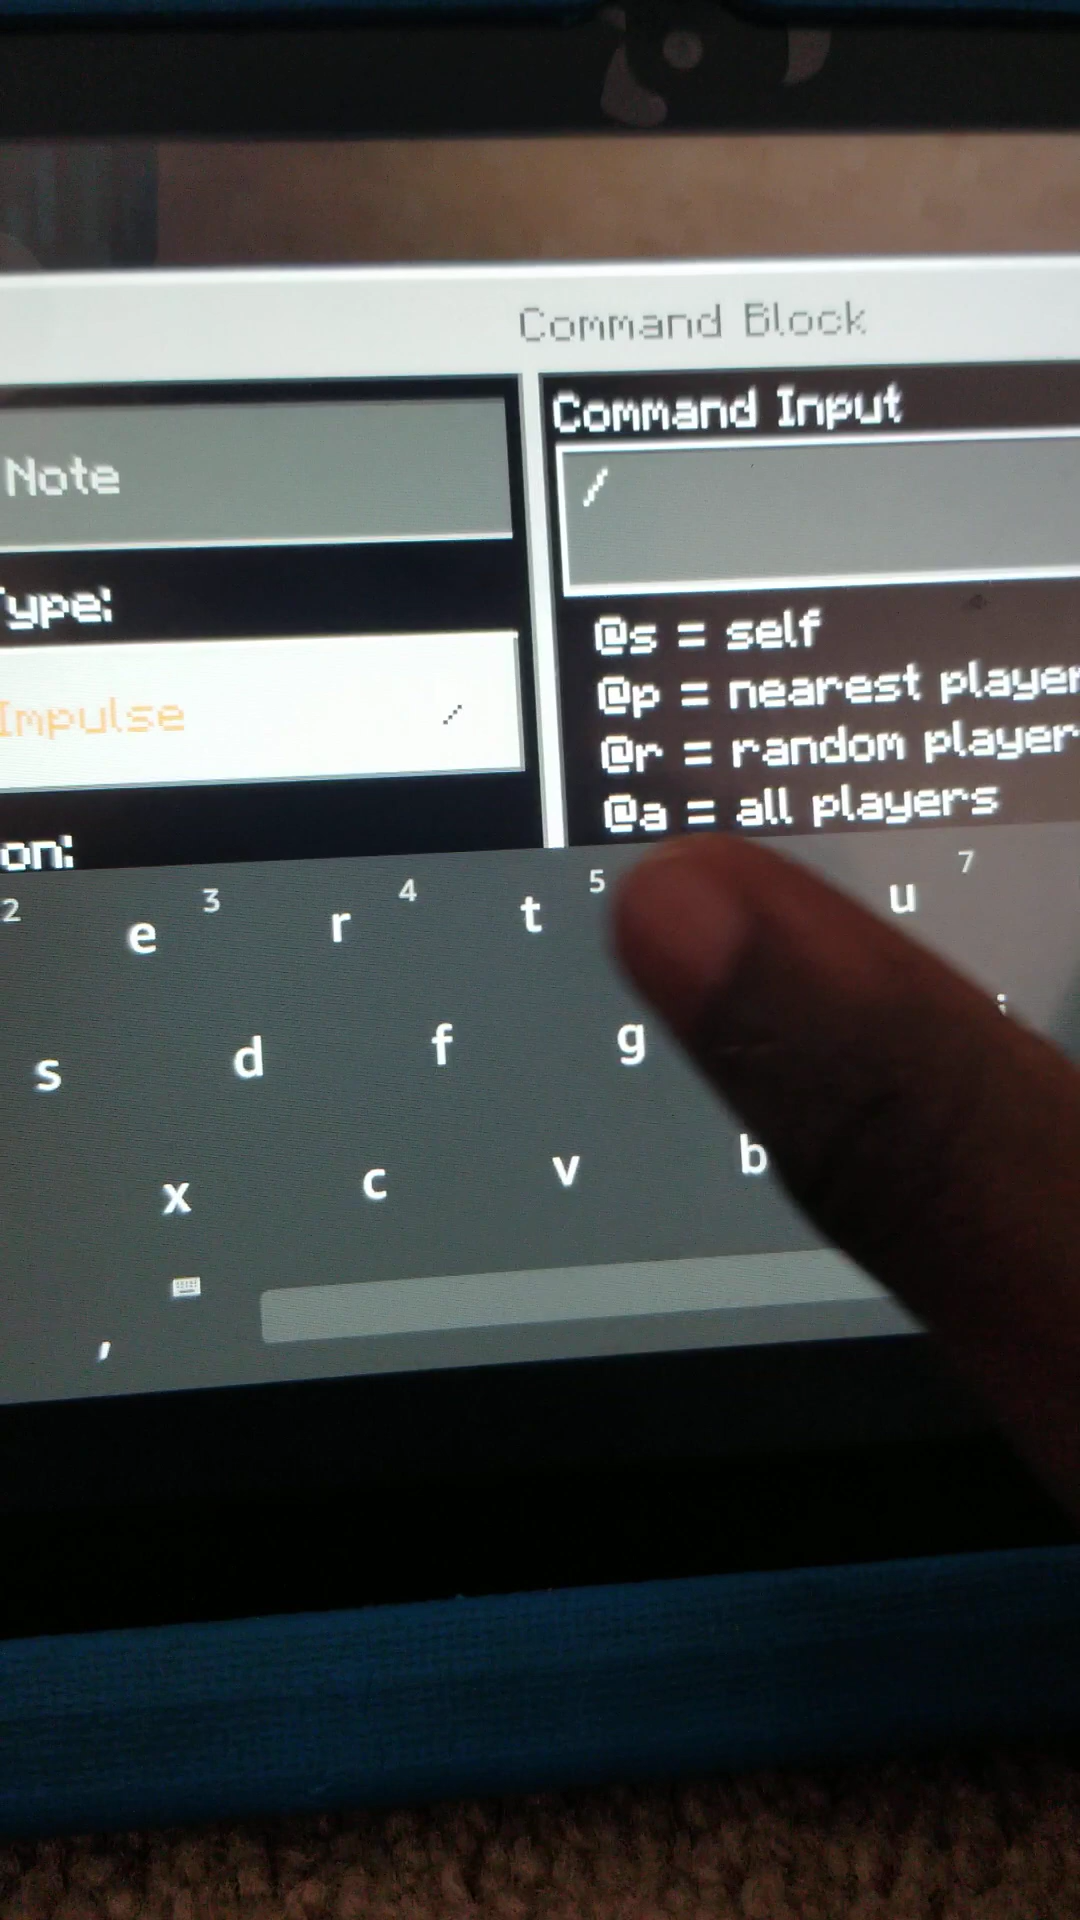 Command Block
Note
Type:
Impulse
on:
Command Input
/
@s = self
@p = nearest player
@r = random player
@a = all players
2 e 3 r 4 t 5 u 7
s d f g
x c v b
,